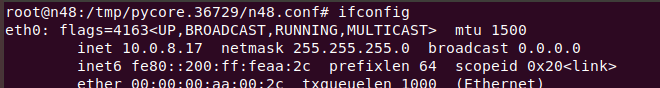 root@n48:/tmp/pycore.36729/n48.conf# ifconfig
eth0: flags=4163<UP,BROADCAST,RUNNING,MULTICAST>  mtu 1500
        inet 10.0.8.17  netmask 255.255.255.0  broadcast 0.0.0.0
        inet6 fe80::200:ff:feaa:2c  prefixlen 64  scopeid 0x20<link>
        ether 00:00:00:aa:00:2c  txqueuelen 1000  (Ethernet)